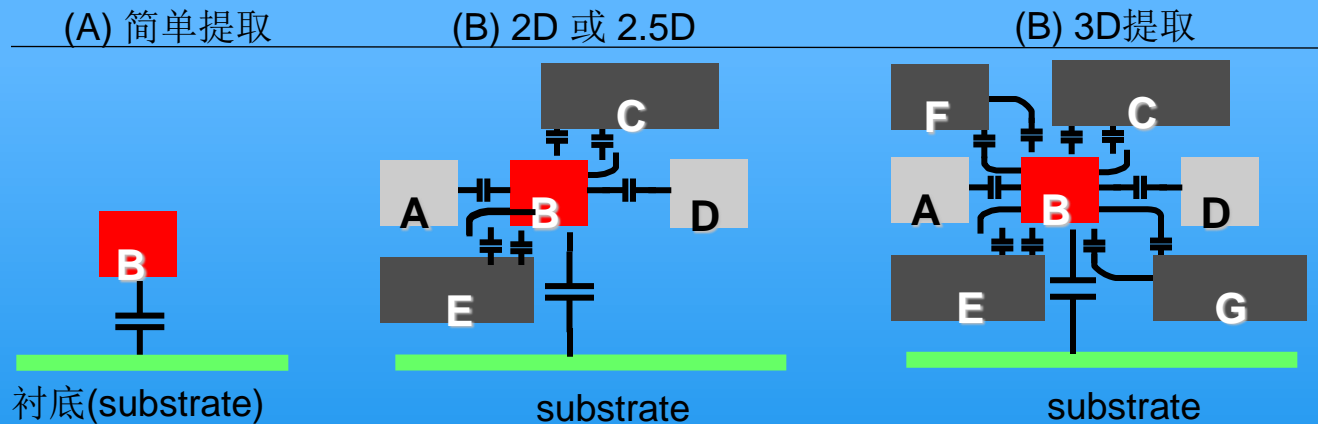 (A) 简单提取
(B) 2D 或 2.5D
(B) 3D提取
B
衬底(substrate)
C
A
B
D
E
substrate
F
C
A
B
D
E
G
substrate